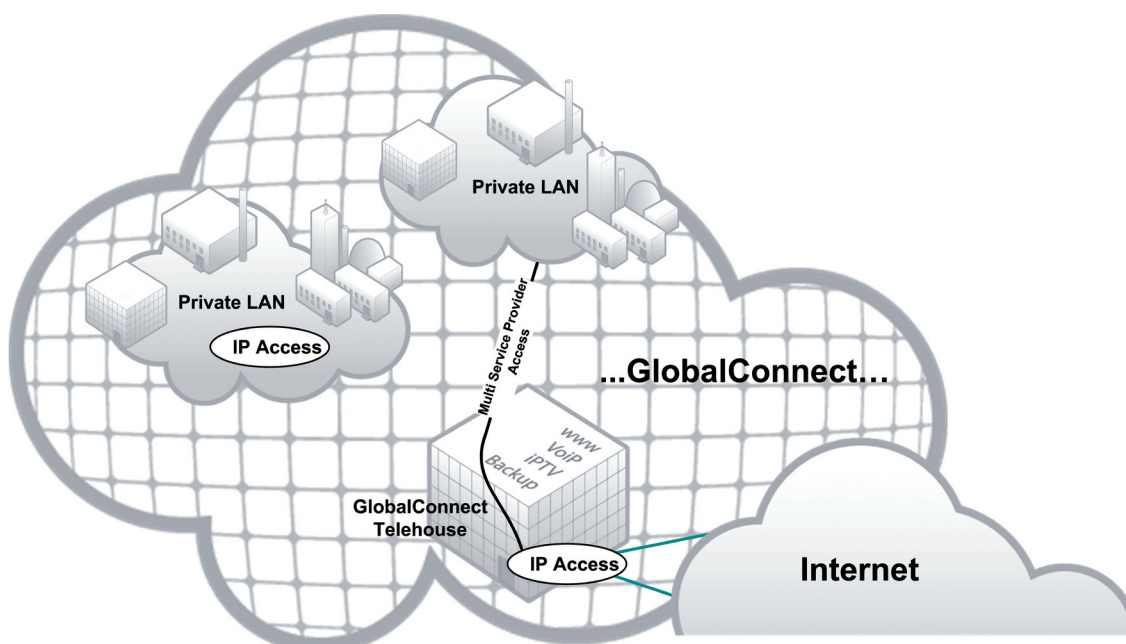 Private LAN
Private LAN
IP Access
Multi Service Provider
Access
...GlobalConnect...
www
VoiP
iPTV
Backup
GlobalConnect
Telehouse
IP Access
Internet